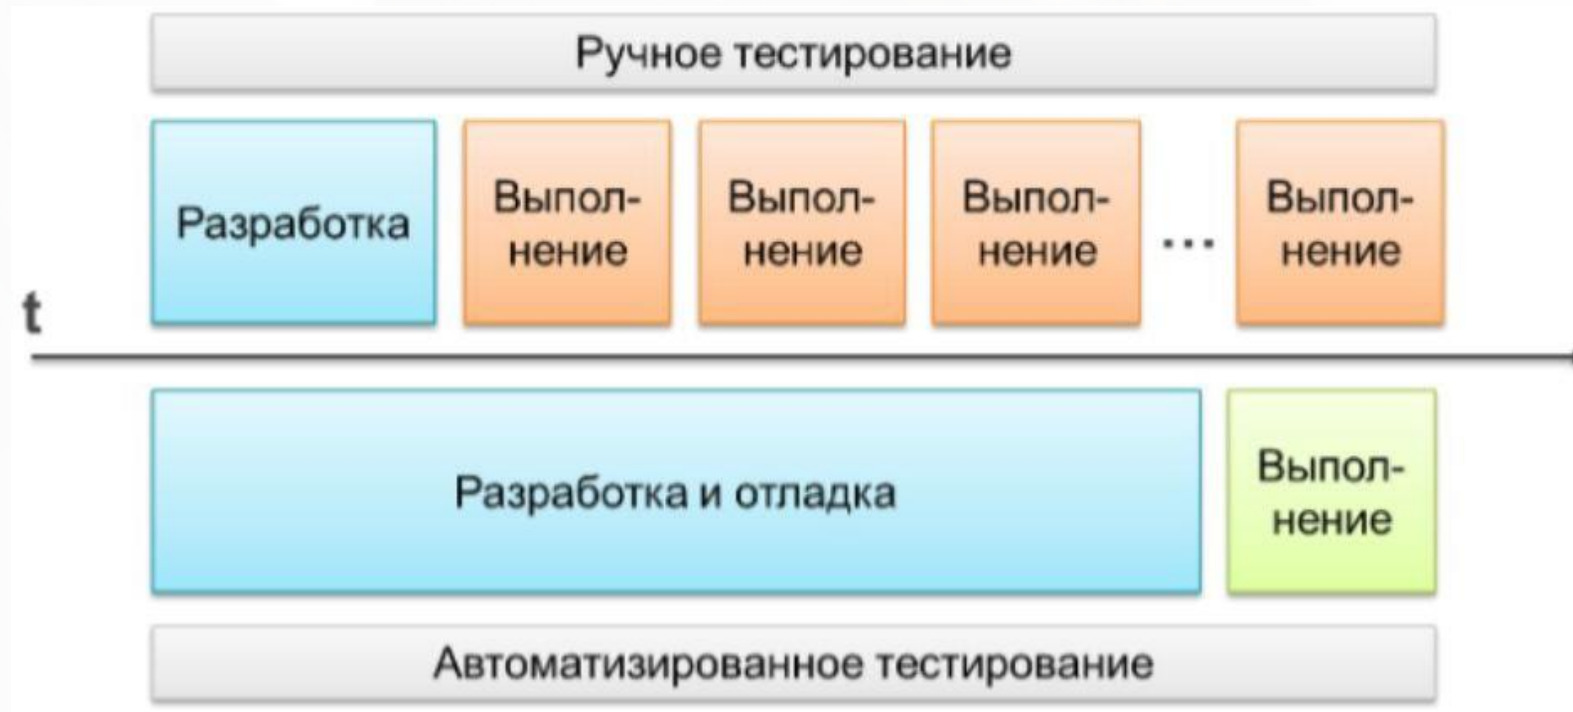 Ручное тестирование
Разработка
Выпол-
нение
Выпол-
нение
Выпол-
нение
...
Выпол-
нение
t
Разработка и отладка
Выпол-
нение
Автоматизированное тестирование